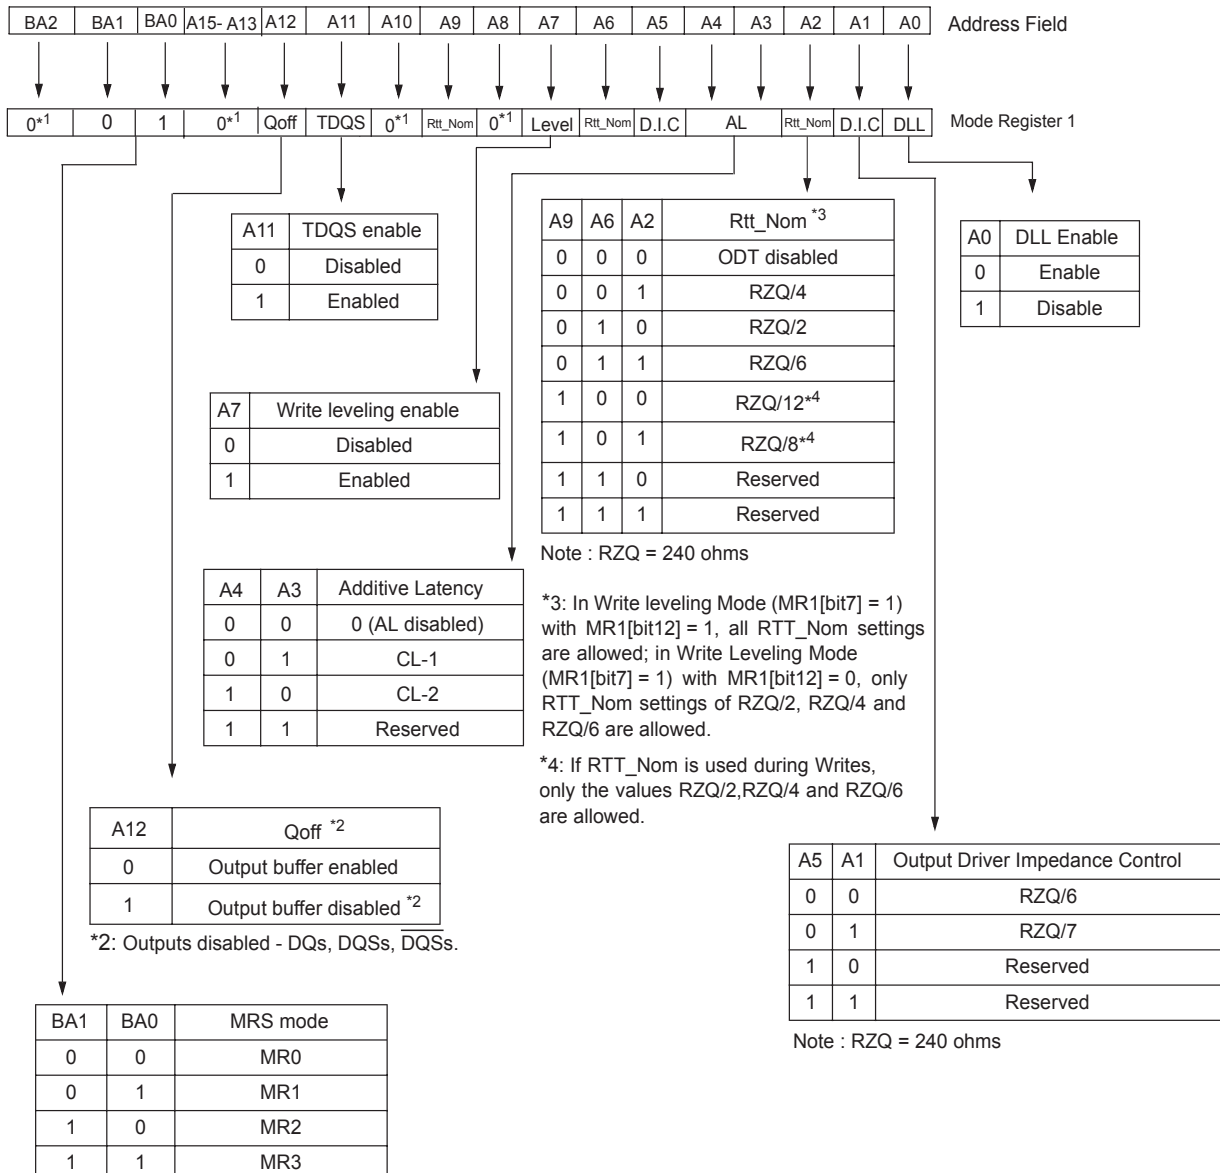 BA2 BA1 BA0 A15- A13 A12 A11 A10 A9 A8 A7 A6 A5 A4 A3 A2 A1 A0 Address Field
0*1 0 1 0*1 Qoff TDQS 0*1 Rtt_Nom 0*1 Level Rtt_Nom D.I.C AL Rtt_Nom D.I.C DLL Mode Register 1
A11 TDQS enable
0 Disabled
1 Enabled
A9 A6 A2 Rtt_Nom *3
0 0 0 ODT disabled
0 0 1 RZQ/4
0 1 0 RZQ/2
0 1 1 RZQ/6
1 0 0 RZQ/12*4
1 0 1 RZQ/8*4
1 1 0 Reserved
1 1 1 Reserved
Note : RZQ = 240 ohms
A0 DLL Enable
0 Enable
1 Disable
A7 Write leveling enable
0 Disabled
1 Enabled
A4 A3 Additive Latency
0 0 0 (AL disabled)
0 1 CL-1
1 0 CL-2
1 1 Reserved
*3: In Write leveling Mode (MR1[bit7] = 1)
with MR1[bit12] = 1, all RTT_Nom settings
are allowed; in Write Leveling Mode
(MR1[bit7] = 1) with MR1[bit12] = 0, only
RTT_Nom settings of RZQ/2, RZQ/4 and
RZQ/6 are allowed.
*4: If RTT_Nom is used during Writes,
only the values RZQ/2,RZQ/4 and RZQ/6
are allowed.
A12 Qoff *2
0 Output buffer enabled
1 Output buffer disabled *2
*2: Outputs disabled - DQs, DQSs, D̅Q̅S̅s.
A5 A1 Output Driver Impedance Control
0 0 RZQ/6
0 1 RZQ/7
1 0 Reserved
1 1 Reserved
Note : RZQ = 240 ohms
BA1 BA0 MRS mode
0 0 MR0
0 1 MR1
1 0 MR2
1 1 MR3